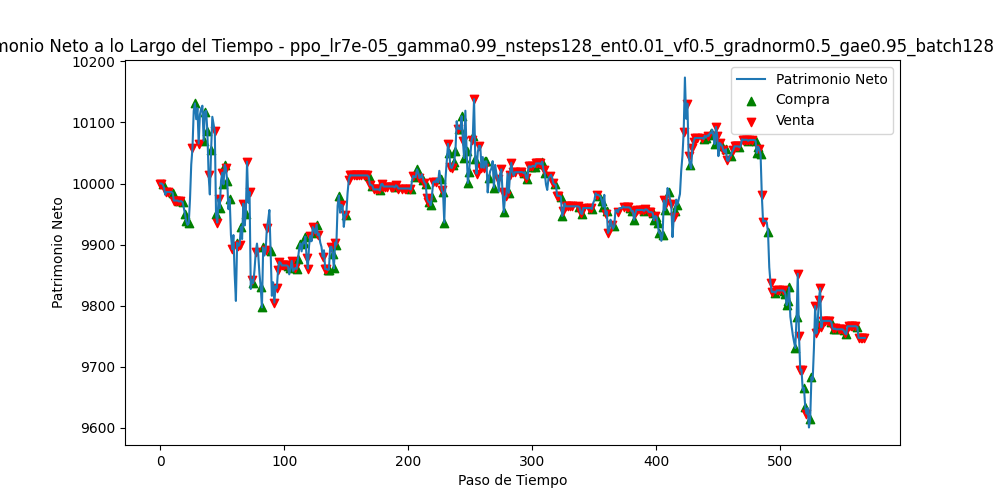 monio Neto a lo Largo del Tiempo - ppo_lr7e-05_gamma0.99_nsteps128_ent0.01_vf0.5_gradnorm0.5_gae0.95_batch128
10200
10100
10000
9900
9800
9700
9600
Patrimonio Neto
Patrimonio Neto
Compra
Venta
0
100
200
300
400
500
Paso de Tiempo